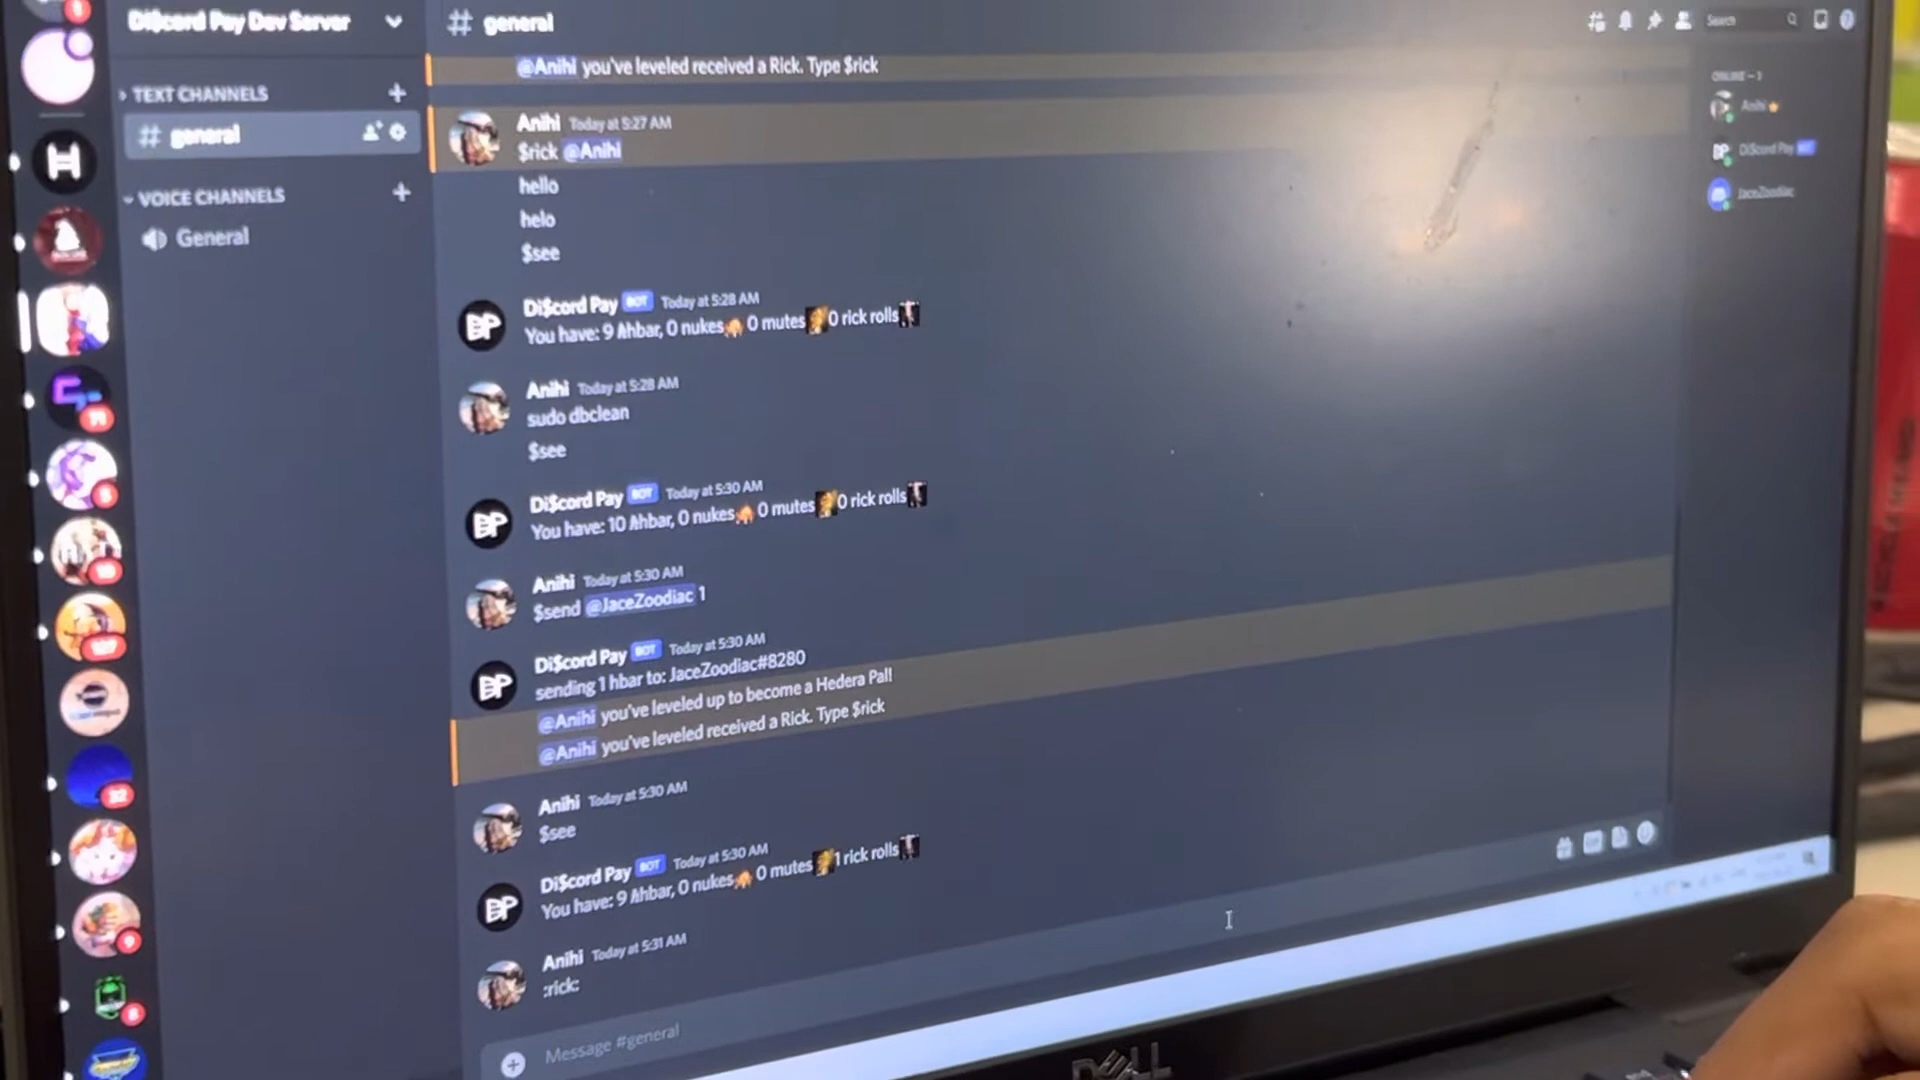 Di$cord Pay Dev Server
TEXT CHANNELS
general
VOICE CHANNELS
General
# general
Search
@Anihi you've leveled received a Rick. Type $rick
Anihi Today at 5:27 AM
$rick @Anihi
hello
helo
$see
Di$cord Pay BOT Today at 5:28 AM
You have: 9 ℏbar, 0 nukes 0 mutes 0 rick rolls
Anihi Today at 5:28 AM
sudo dbclean
$see
Di$cord Pay BOT Today at 5:30 AM
You have: 10 ℏbar, 0 nukes 0 mutes 0 rick rolls
Anihi Today at 5:30 AM
$send @JaceZoodiac 1
Di$cord Pay BOT Today at 5:30 AM
sending 1 hbar to: JaceZoodiac#8280
@Anihi you've leveled up to become a Hedera Pal!
@Anihi you've leveled received a Rick. Type $rick
Anihi Today at 5:30 AM
$see
Di$cord Pay BOT Today at 5:30 AM
You have: 9 ℏbar, 0 nukes 0 mutes 1 rick rolls
Anihi Today at 5:31 AM
:rick:
Message #general
ONLINE – 3
Anihi
Di$cord Pay BOT
JaceZoodiac
DELL